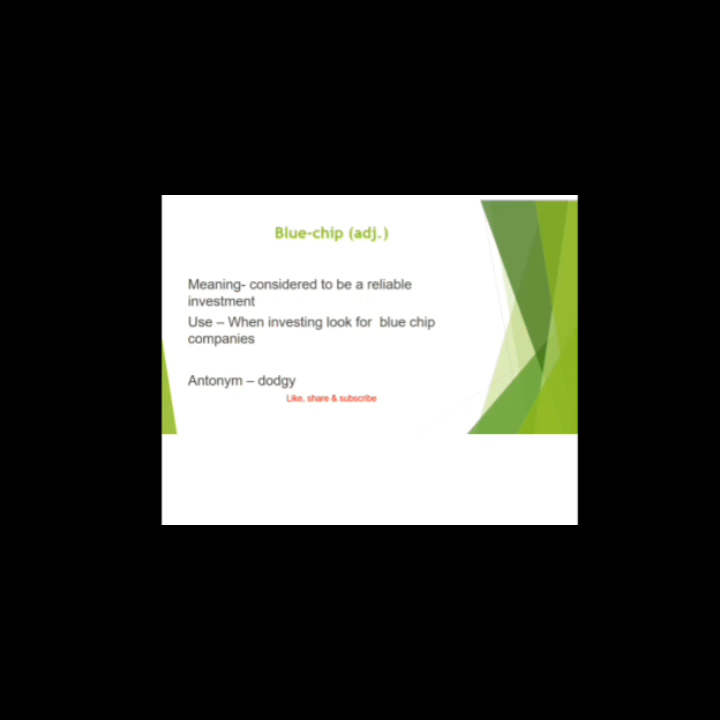 Blue-chip (adj.)
Meaning- considered to be a reliable
investment
Use – When investing look for  blue chip
companies
Antonym – dodgy
Like, share & subscribe